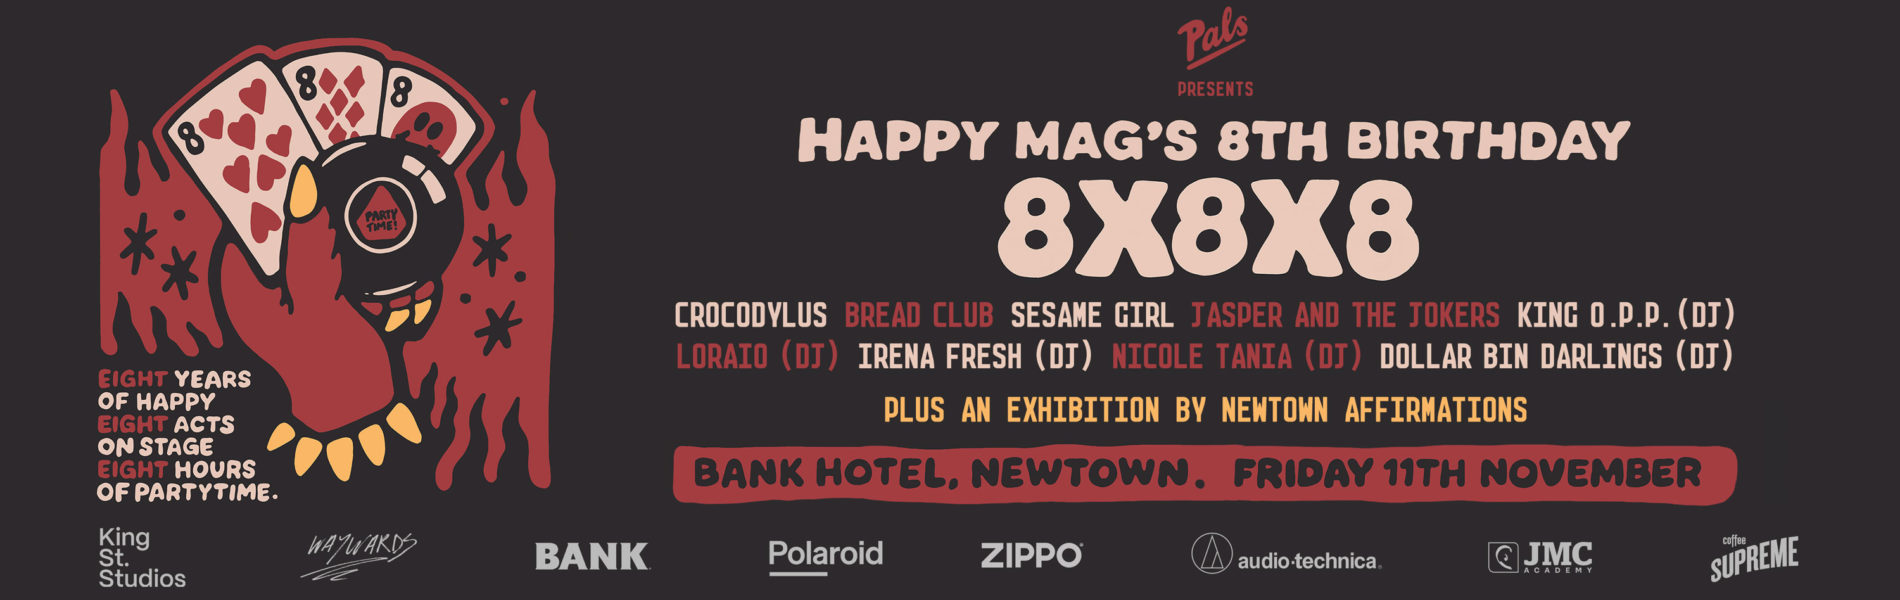 8
8
8
PARTY
TIME!
EIGHT YEARS
OF HAPPY
EIGHT ACTS
ON STAGE
EIGHT HOURS
OF PARTYTIME.
Pals
PRESENTS
HAPPY MAG'S 8TH BIRTHDAY
8X8X8
CROCODYLUS BREAD CLUB SESAME GIRL JASPER AND THE JOKERS KING O.P.P. (DJ)
LORAIO (DJ) IRENA FRESH (DJ) NICOLE TANIA (DJ) DOLLAR BIN DARLINGS (DJ)
PLUS AN EXHIBITION BY NEWTOWN AFFIRMATIONS
BANK HOTEL, NEWTOWN. FRIDAY 11TH NOVEMBER
King
St.
Studios
WAYWARDS
BANK
Polaroid
ZIPPO
audio-technica
JMC
ACADEMY
coffee
SUPREME